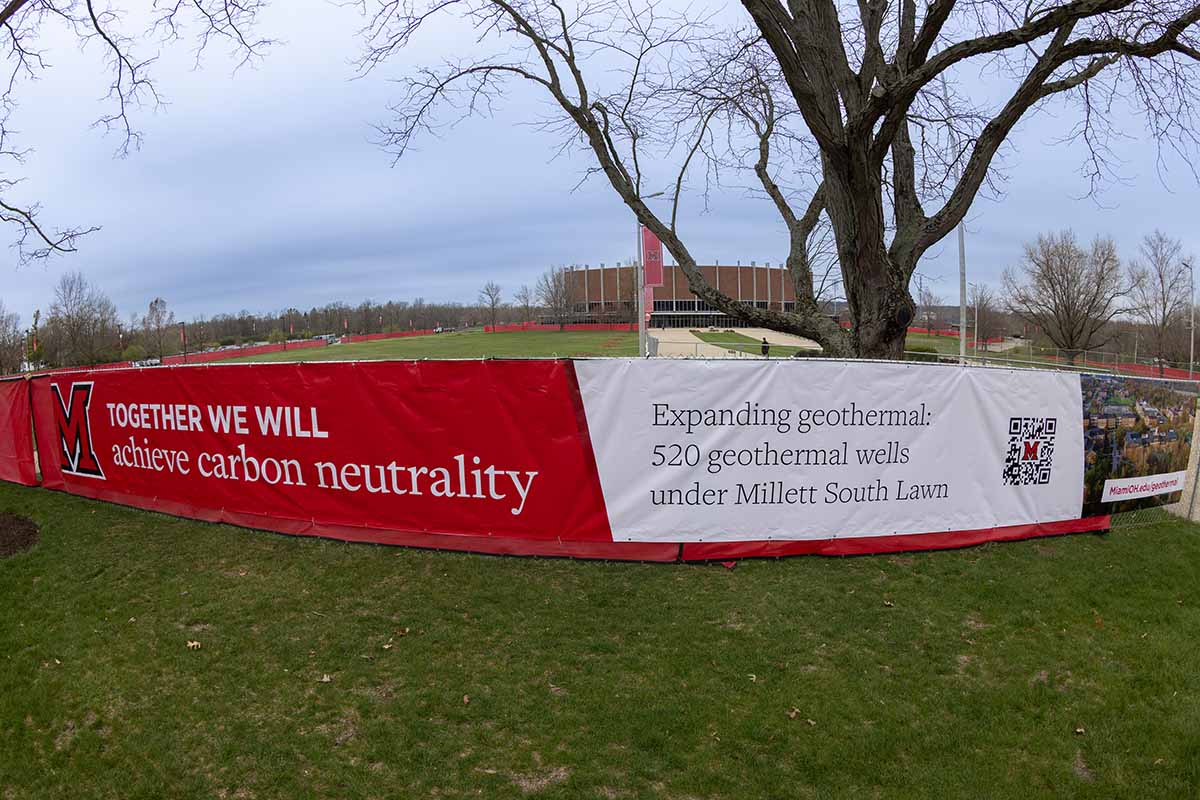 M
TOGETHER WE WILL
achieve carbon neutrality
Expanding geothermal:
520 geothermal wells
under Millett South Lawn
M
MiamiOH.edu/geothermal
M